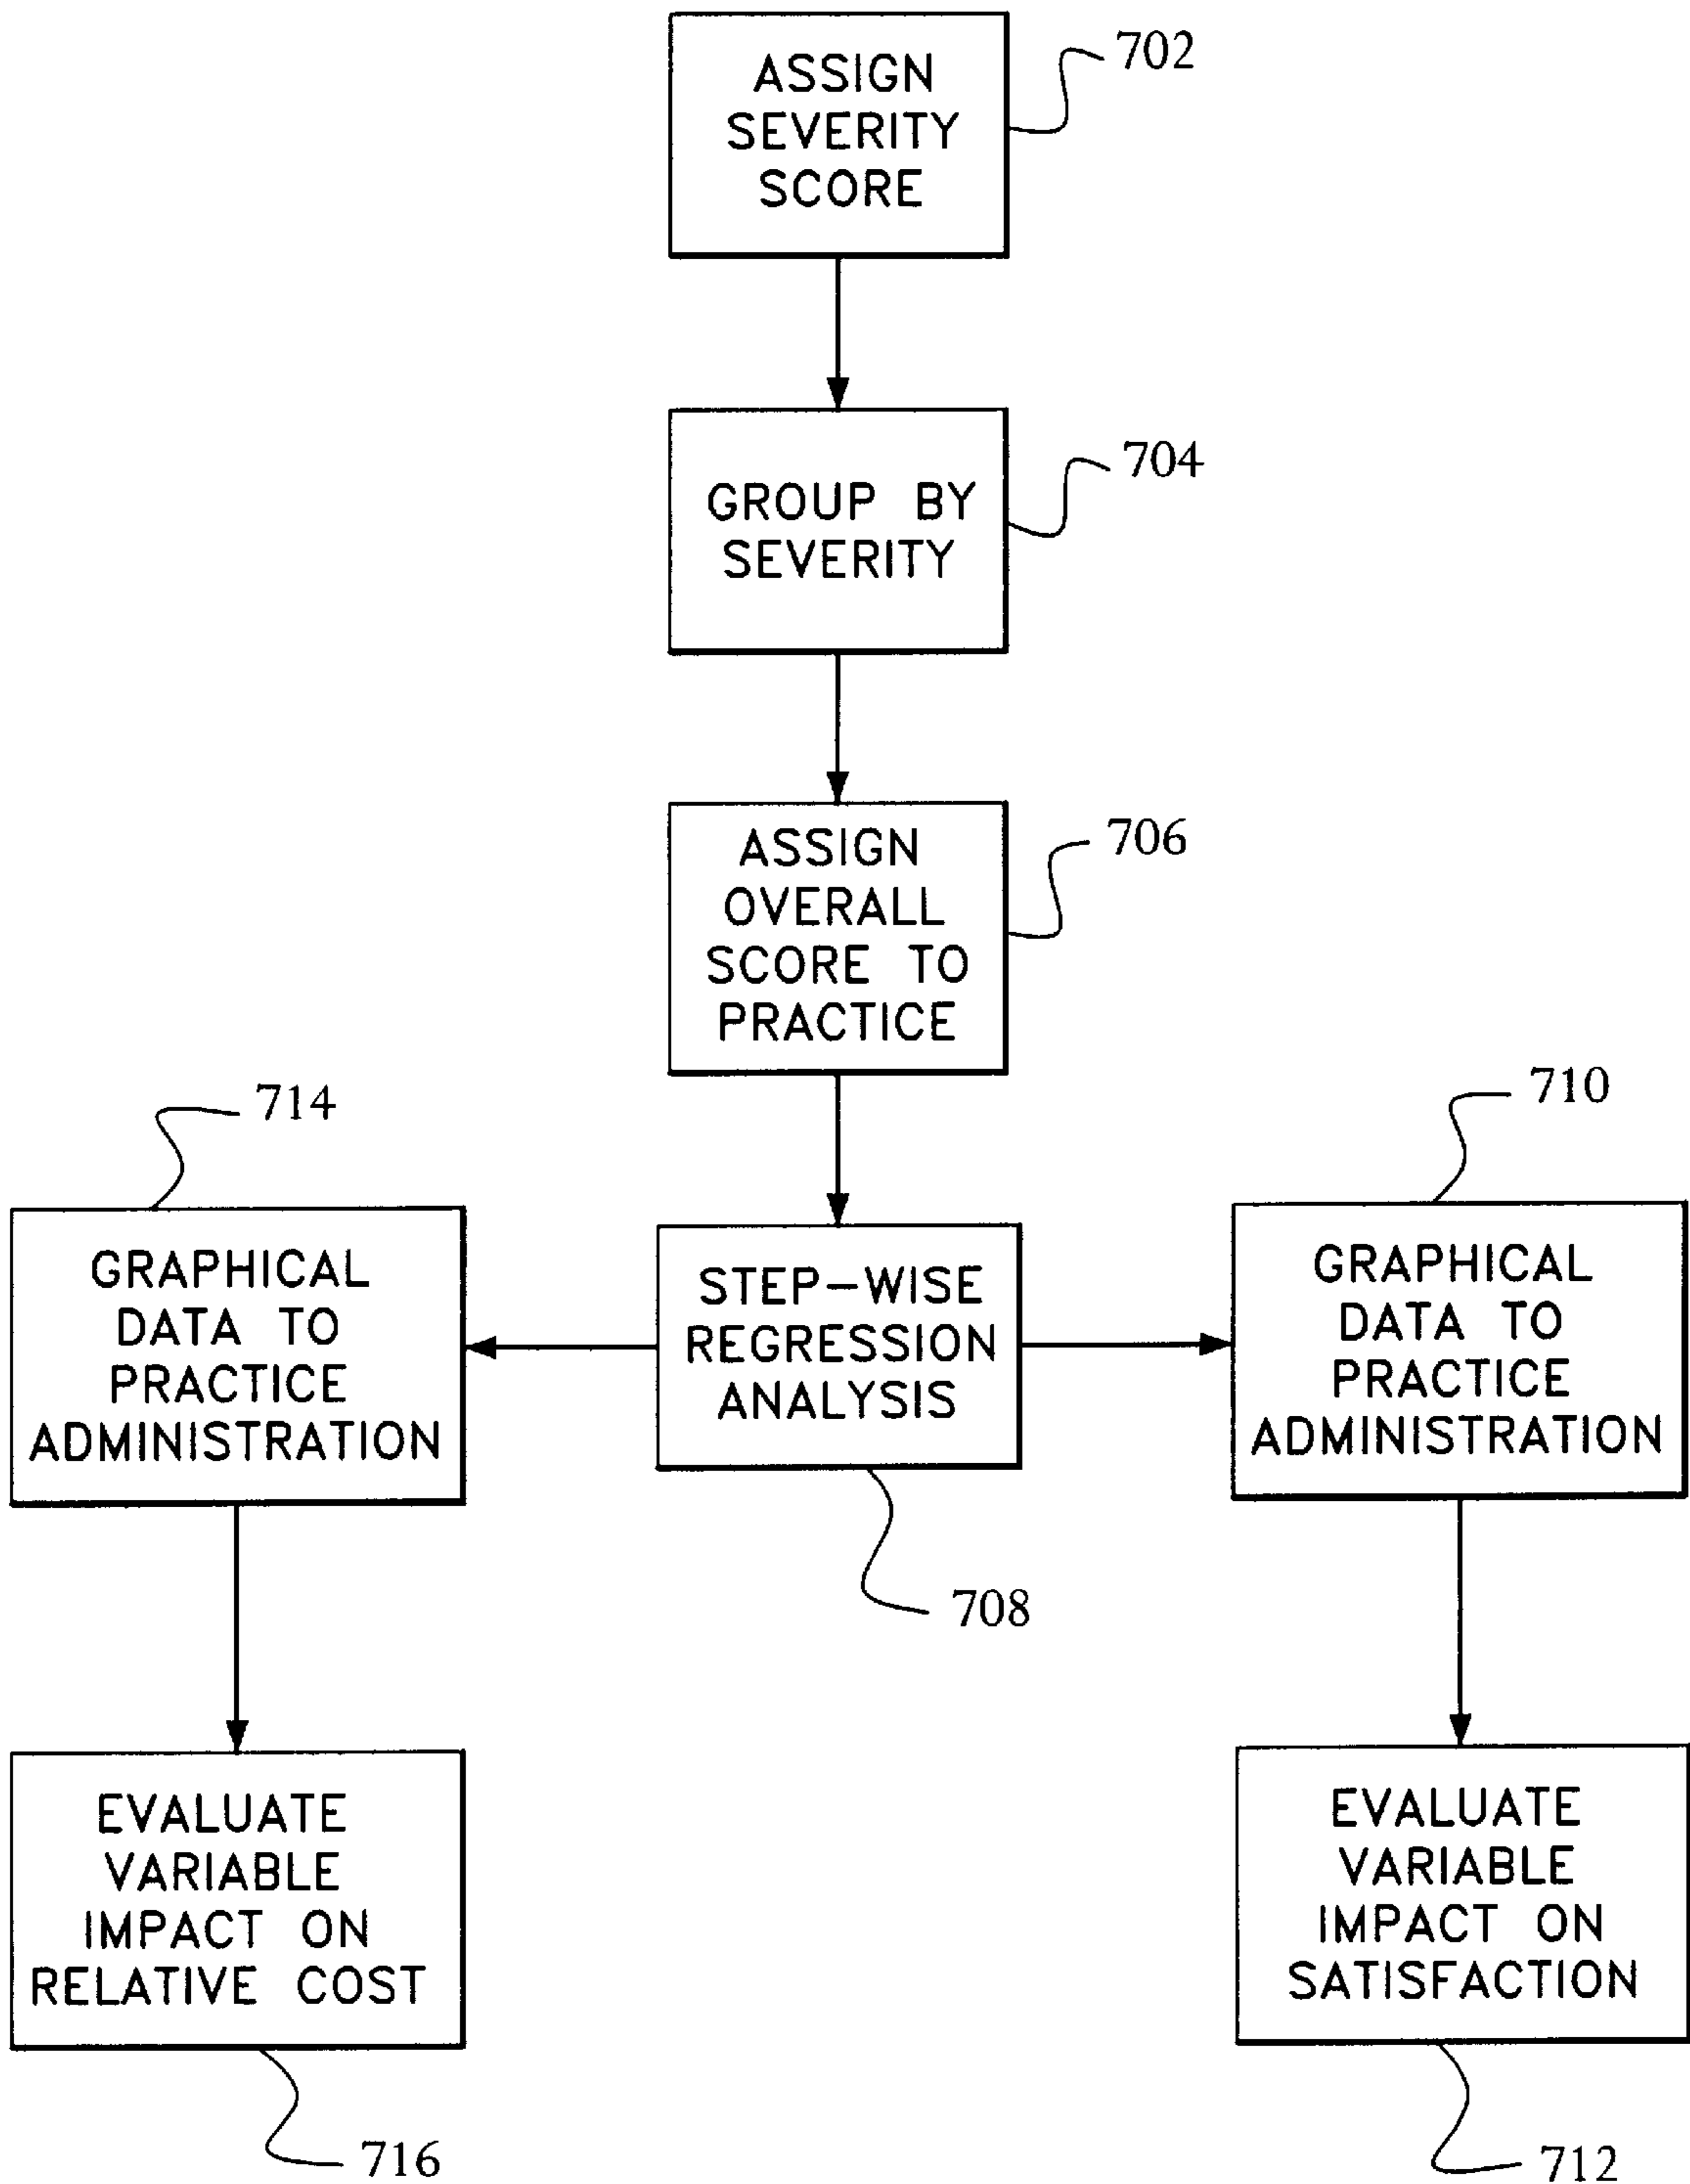 ASSIGN
SEVERITY
SCORE
702
GROUP BY
SEVERITY
704
ASSIGN
OVERALL
SCORE TO
PRACTICE
706
714
GRAPHICAL
DATA TO
PRACTICE
ADMINISTRATION
STEP-WISE
REGRESSION
ANALYSIS
708
710
GRAPHICAL
DATA TO
PRACTICE
ADMINISTRATION
EVALUATE
VARIABLE
IMPACT ON
RELATIVE COST
716
EVALUATE
VARIABLE
IMPACT ON
SATISFACTION
712